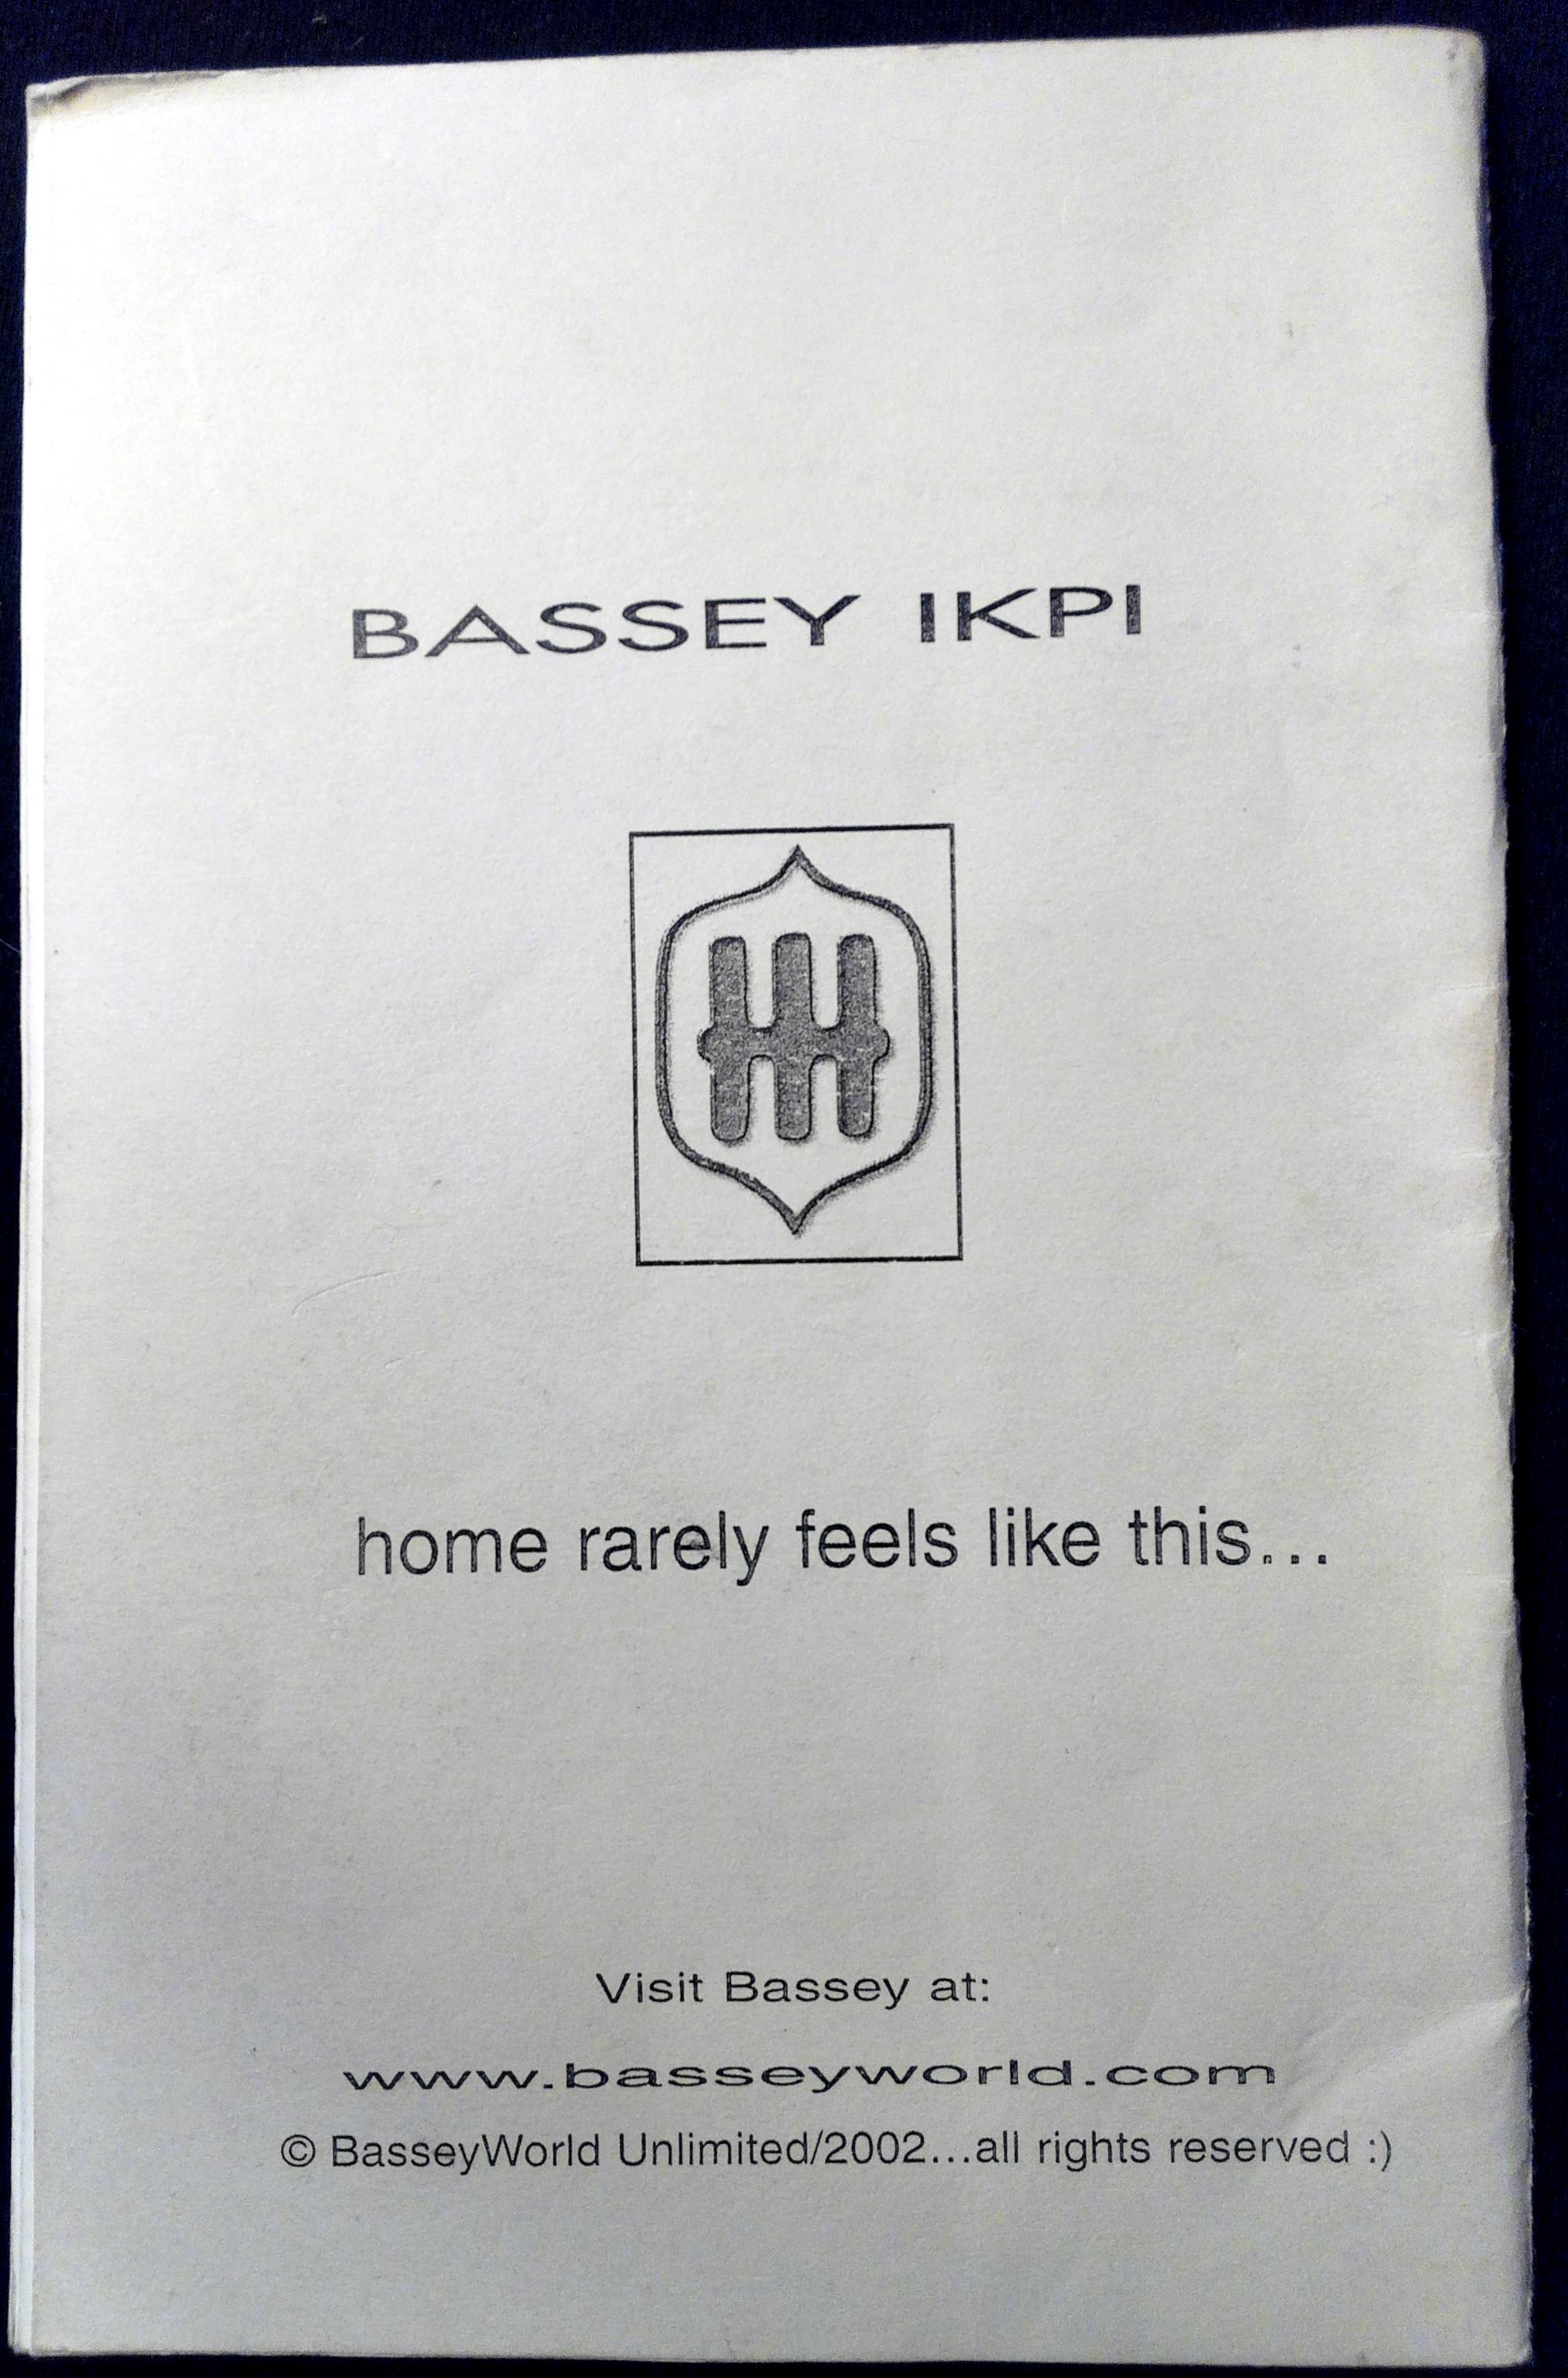 BASSEY IKPI
home rarely feels like this...
Visit Bassey at:
www.basseyworld.com
© BasseyWorld Unlimited/2002...all rights reserved :)